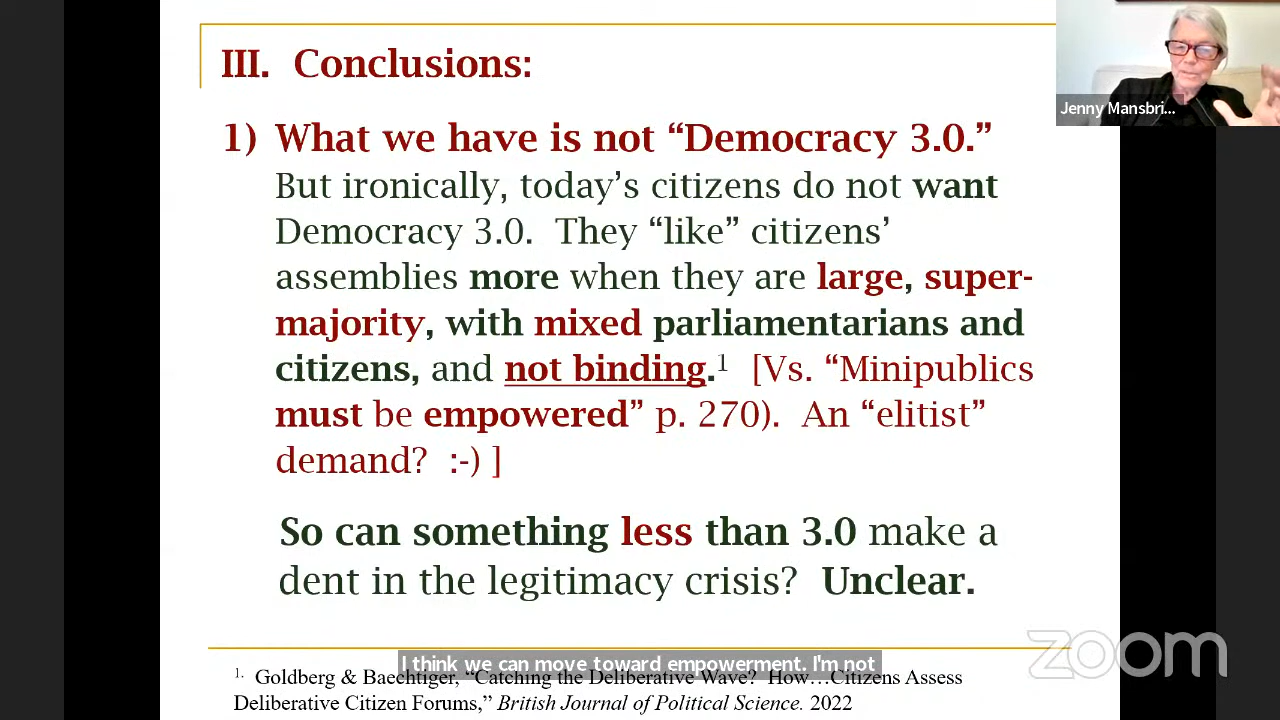 III. Conclusions:
Jenny Mansbri...
1) What we have is not “Democracy 3.0.”
But ironically, today’s citizens do not want
Democracy 3.0. They “like” citizens’
assemblies more when they are large, super-
majority, with mixed parliamentarians and
citizens, and not binding.¹ [Vs. “Minipublics
must be empowered” p. 270). An “elitist”
demand? :-) ]
So can something less than 3.0 make a
dent in the legitimacy crisis? Unclear.
zoom
I think we can move toward empowerment. I'm not
1. Goldberg & Baechtiger, “Catching the Deliberative Wave? How…Citizens Assess
Deliberative Citizen Forums,” British Journal of Political Science. 2022